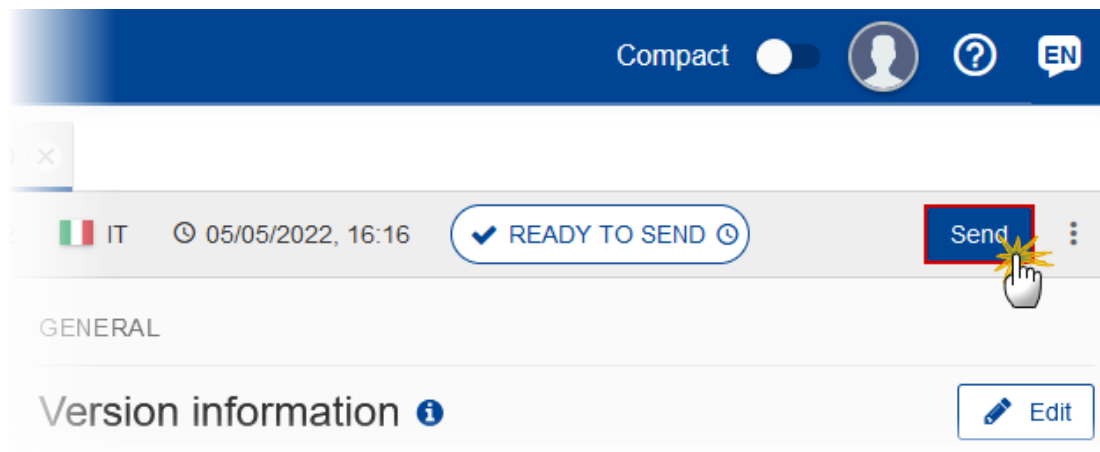 Compact EN
IT 05/05/2022, 16:16 READY TO SEND Send
GENERAL
Version information Edit